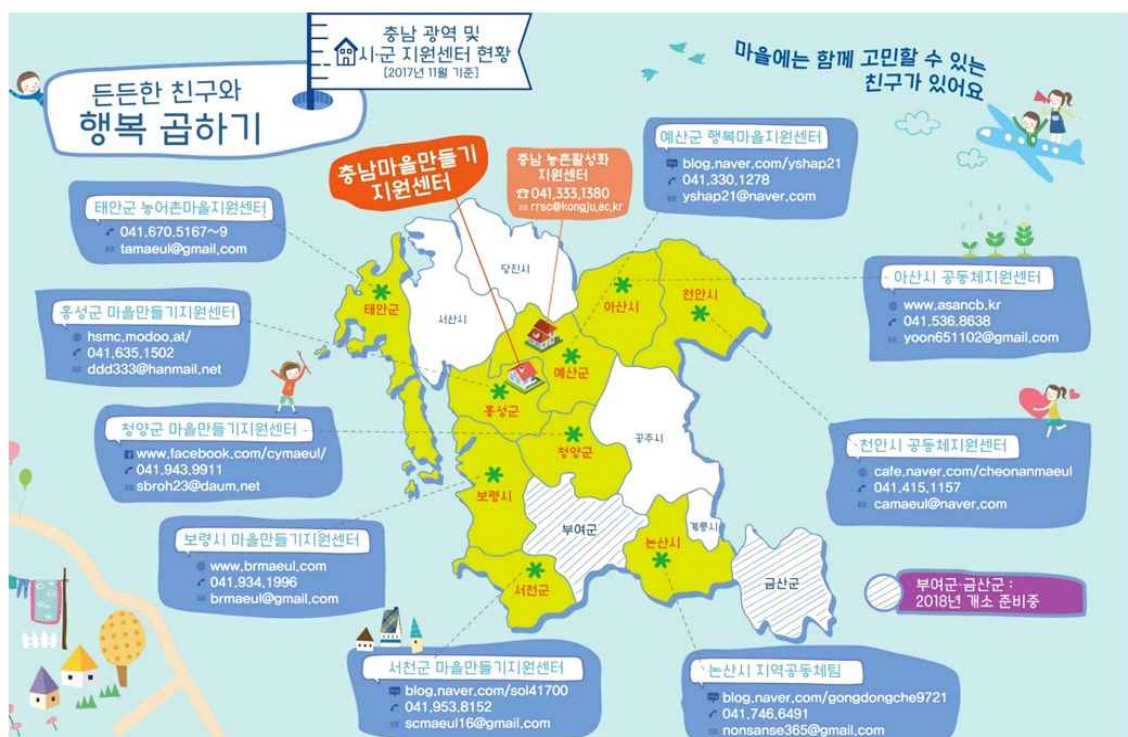 충남 광역 및
시·군 지원센터 현황
[2017년 11월 기준]
든든한 친구와
행복 곱하기
마을에는 함께 고민할 수 있는
친구가 있어요
충남마을만들기
지원센터
충남 농촌활성화
지원센터
041.333.1380
rrsc@kongju.ac.kr
예산군 행복마을지원센터
blog.naver.com/yshap21
041.330.1278
yshap21@naver.com
태안군 농어촌마을지원센터
041.670.5167~9
tamaeul@gmail.com
홍성군 마을만들기지원센터
hsmc.modoo.at/
041.635.1502
ddd333@hanmail.net
청양군 마을만들기지원센터
www.facebook.com/cymaeul/
041.943.9911
sbroh23@daum.net
보령시 마을만들기지원센터
www.brmaeul.com
041.934.1996
brmaeul@gmail.com
서천군 마을만들기지원센터
blog.naver.com/sol41700
041.953.8152
scmaeul16@gmail.com
논산시 지역공동체팀
blog.naver.com/gongdongche9721
041.746.6491
nonsanse365@gmail.com
아산시 공동체지원센터
www.asancb.kr
041.536.8638
yoon651102@gmail.com
천안시 공동체지원센터
cafe.naver.com/cheonanmaeul
041.415.1157
camaeul@naver.com
당진시
서산시
태안군
아산시
천안시
예산군
홍성군
청양군
공주시
보령시
부여군
계룡시
논산시
서천군
금산군
부여군·금산군 :
2018년 개소 준비중